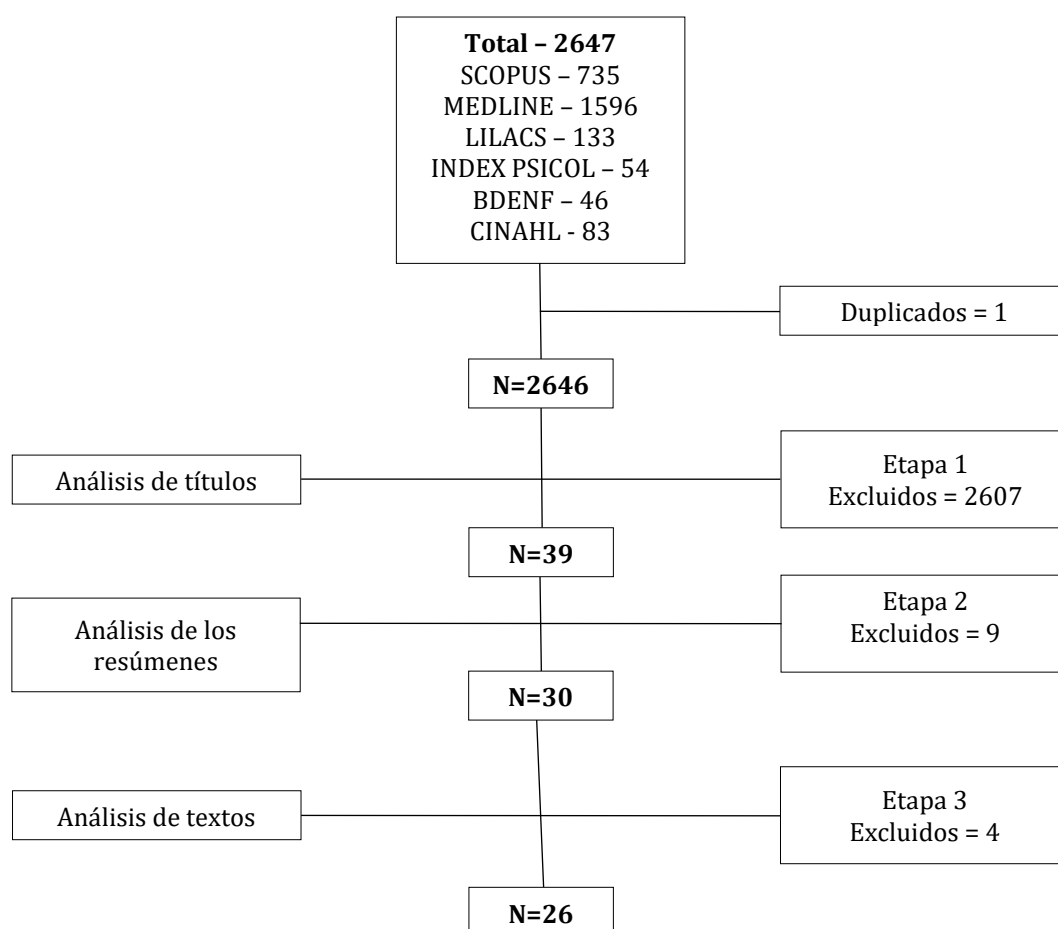 Total – 2647
SCOPUS – 735
MEDLINE – 1596
LILACS – 133
INDEX PSICOL – 54
BDENF – 46
CINAHL - 83
Duplicados = 1
N=2646
Análisis de títulos
Etapa 1
Excluidos = 2607
N=39
Análisis de los
resúmenes
Etapa 2
Excluidos = 9
N=30
Análisis de textos
Etapa 3
Excluidos = 4
N=26